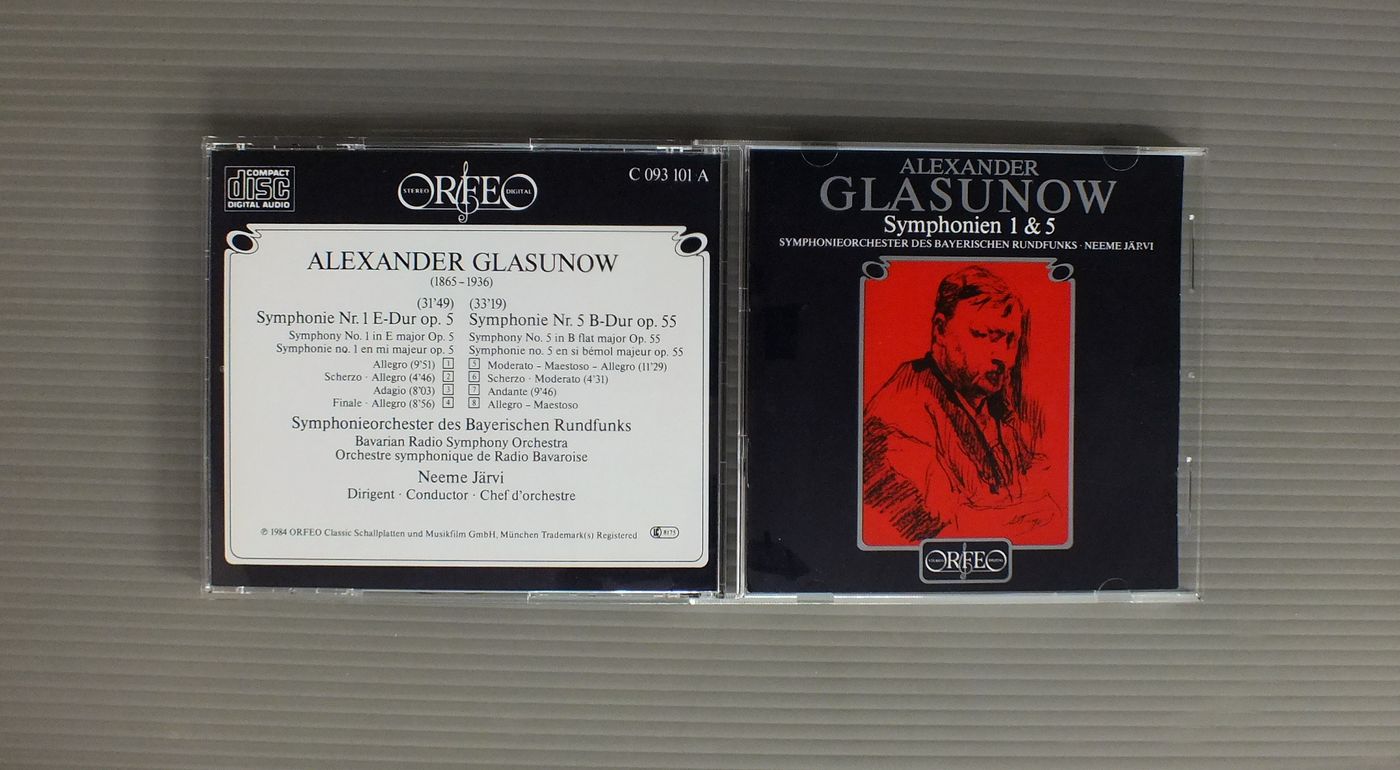 COMPACT
disc
DIGITAL AUDIO
STEREO ORFEO DIGITAL
C 093 101 A
ALEXANDER GLASUNOW
(1865–1936)
(31'49) (33'19)
Symphonie Nr. 1 E-Dur op. 5 Symphonie Nr. 5 B-Dur op. 55
Symphony No. 1 in E major Op. 5 Symphony No. 5 in B flat major Op. 55
Symphonie no. 1 en mi majeur op. 5 Symphonie no. 5 en si bémol majeur op. 55
Allegro (9'51) 1 5 Moderato – Maestoso – Allegro (11'29)
Scherzo · Allegro (4'46) 2 6 Scherzo · Moderato (4'31)
Adagio (8'03) 3 7 Andante (9'46)
Finale · Allegro (8'56) 4 8 Allegro – Maestoso
Symphonieorchester des Bayerischen Rundfunks
Bavarian Radio Symphony Orchestra
Orchestre symphonique de Radio Bavaroise
Neeme Järvi
Dirigent · Conductor · Chef d'orchestre
℗ 1984 ORFEO Classic Schallplatten und Musikfilm GmbH, München Trademark(s) Registered
ALEXANDER
GLASUNOW
Symphonien 1 & 5
SYMPHONIEORCHESTER DES BAYERISCHEN RUNDFUNKS · NEEME JÄRVI
STEREO ORFEO DIGITAL